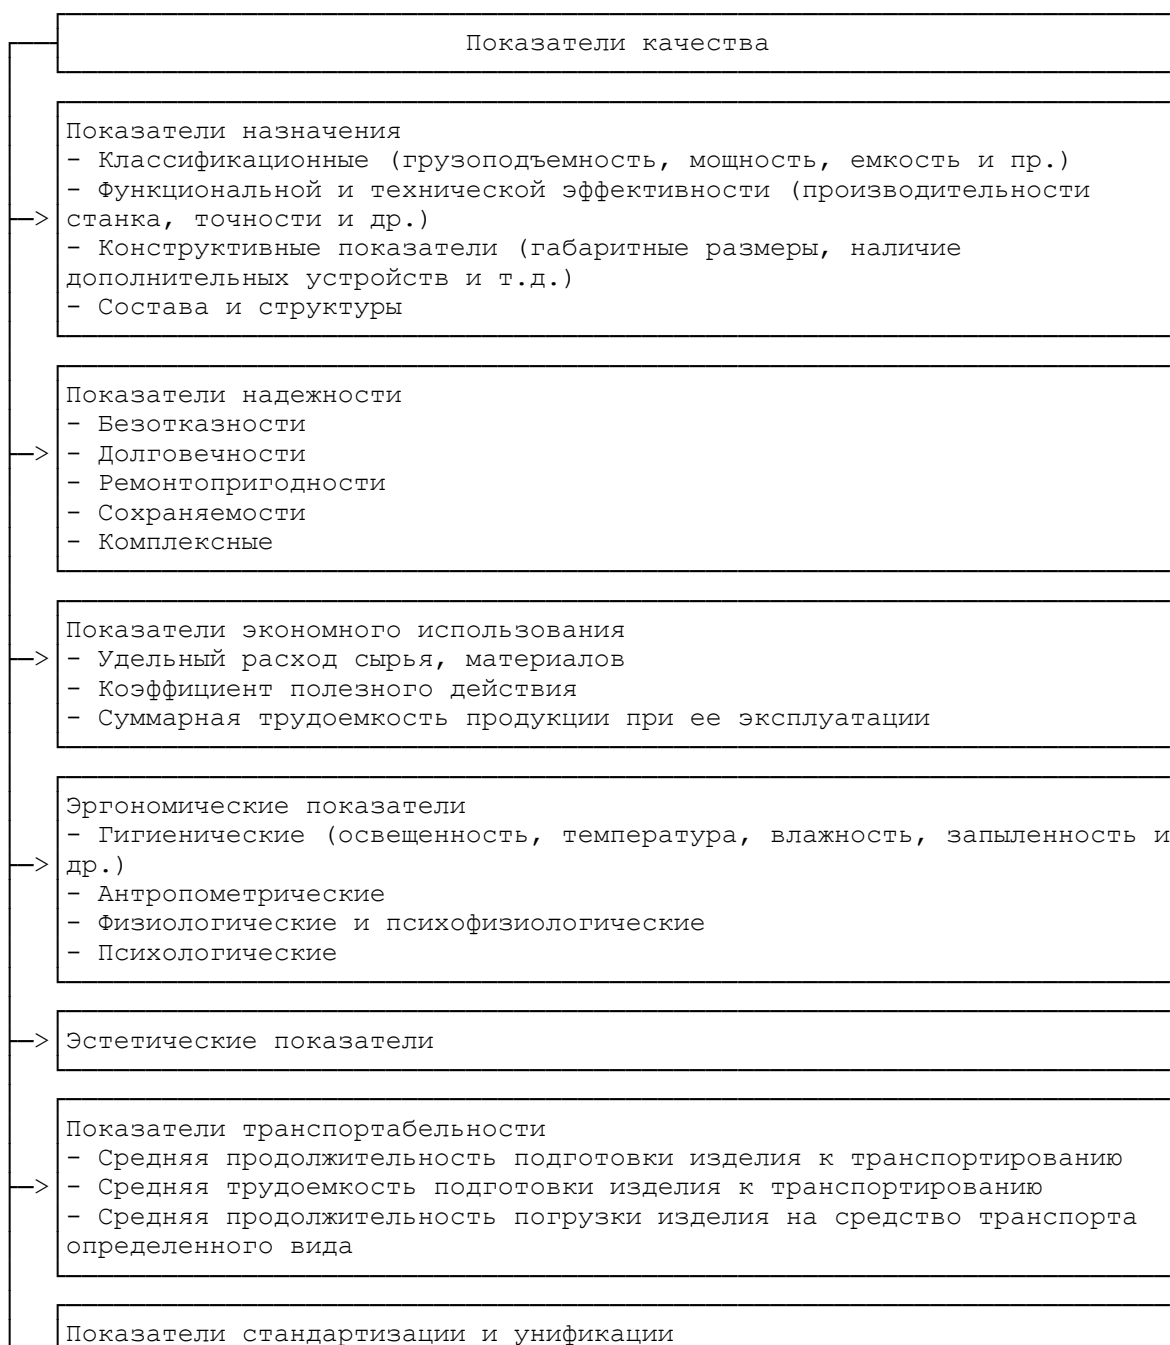 Показатели качества
Показатели назначения
- Классификационные (грузоподъемность, мощность, емкость и пр.)
- Функциональной и технической эффективности (производительности
станка, точности и др.)
- Конструктивные показатели (габаритные размеры, наличие
дополнительных устройств и т.д.)
- Состава и структуры
Показатели надежности
- Безотказности
- Долговечности
- Ремонтопригодности
- Сохраняемости
- Комплексные
Показатели экономного использования
- Удельный расход сырья, материалов
- Коэффициент полезного действия
- Суммарная трудоемкость продукции при ее эксплуатации
Эргономические показатели
- Гигиенические (освещенность, температура, влажность, запыленность и
др.)
- Антропометрические
- Физиологические и психофизиологические
- Психологические
Эстетические показатели
Показатели транспортабельности
- Средняя продолжительность подготовки изделия к транспортированию
- Средняя трудоемкость подготовки изделия к транспортированию
- Средняя продолжительность погрузки изделия на средство транспорта
определенного вида
Показатели стандартизации и унификации